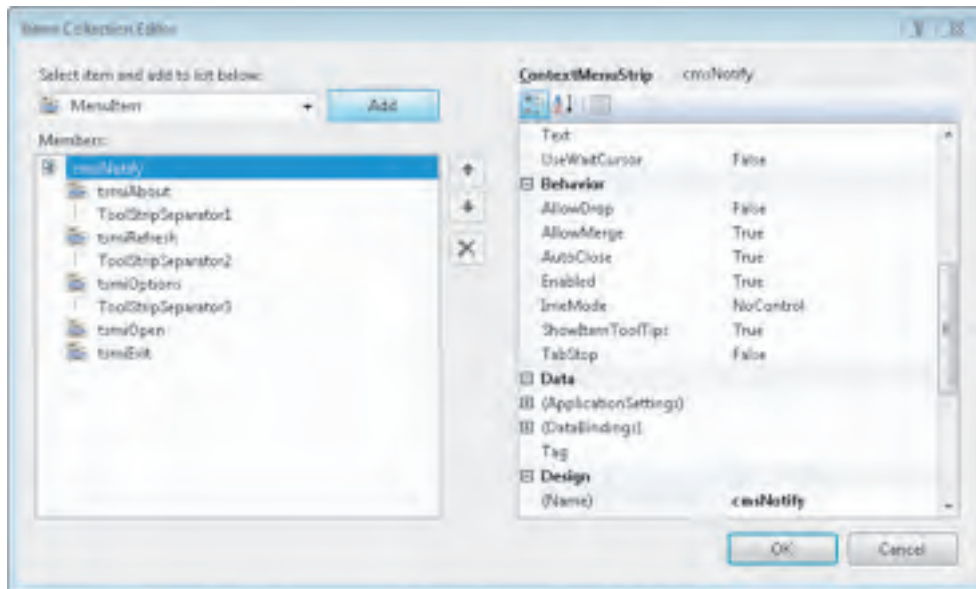 Items Collection Editor
Select item and add to list below:
MenuItem
Add
Members:
cmsNotify
tsmiAbout
ToolStripSeparator1
tsmiRefresh
ToolStripSeparator2
tsmiOptions
ToolStripSeparator3
tsmiOpen
tsmiExit
ContextMenuStrip cmsNotify
Text
UseWaitCursor False
Behavior
AllowDrop False
AllowMerge True
AutoClose True
Enabled True
ImeMode NoControl
ShowItemToolTips True
TabStop False
Data
(ApplicationSettings)
(DataBindings)
Tag
Design
(Name) cmsNotify
OK
Cancel